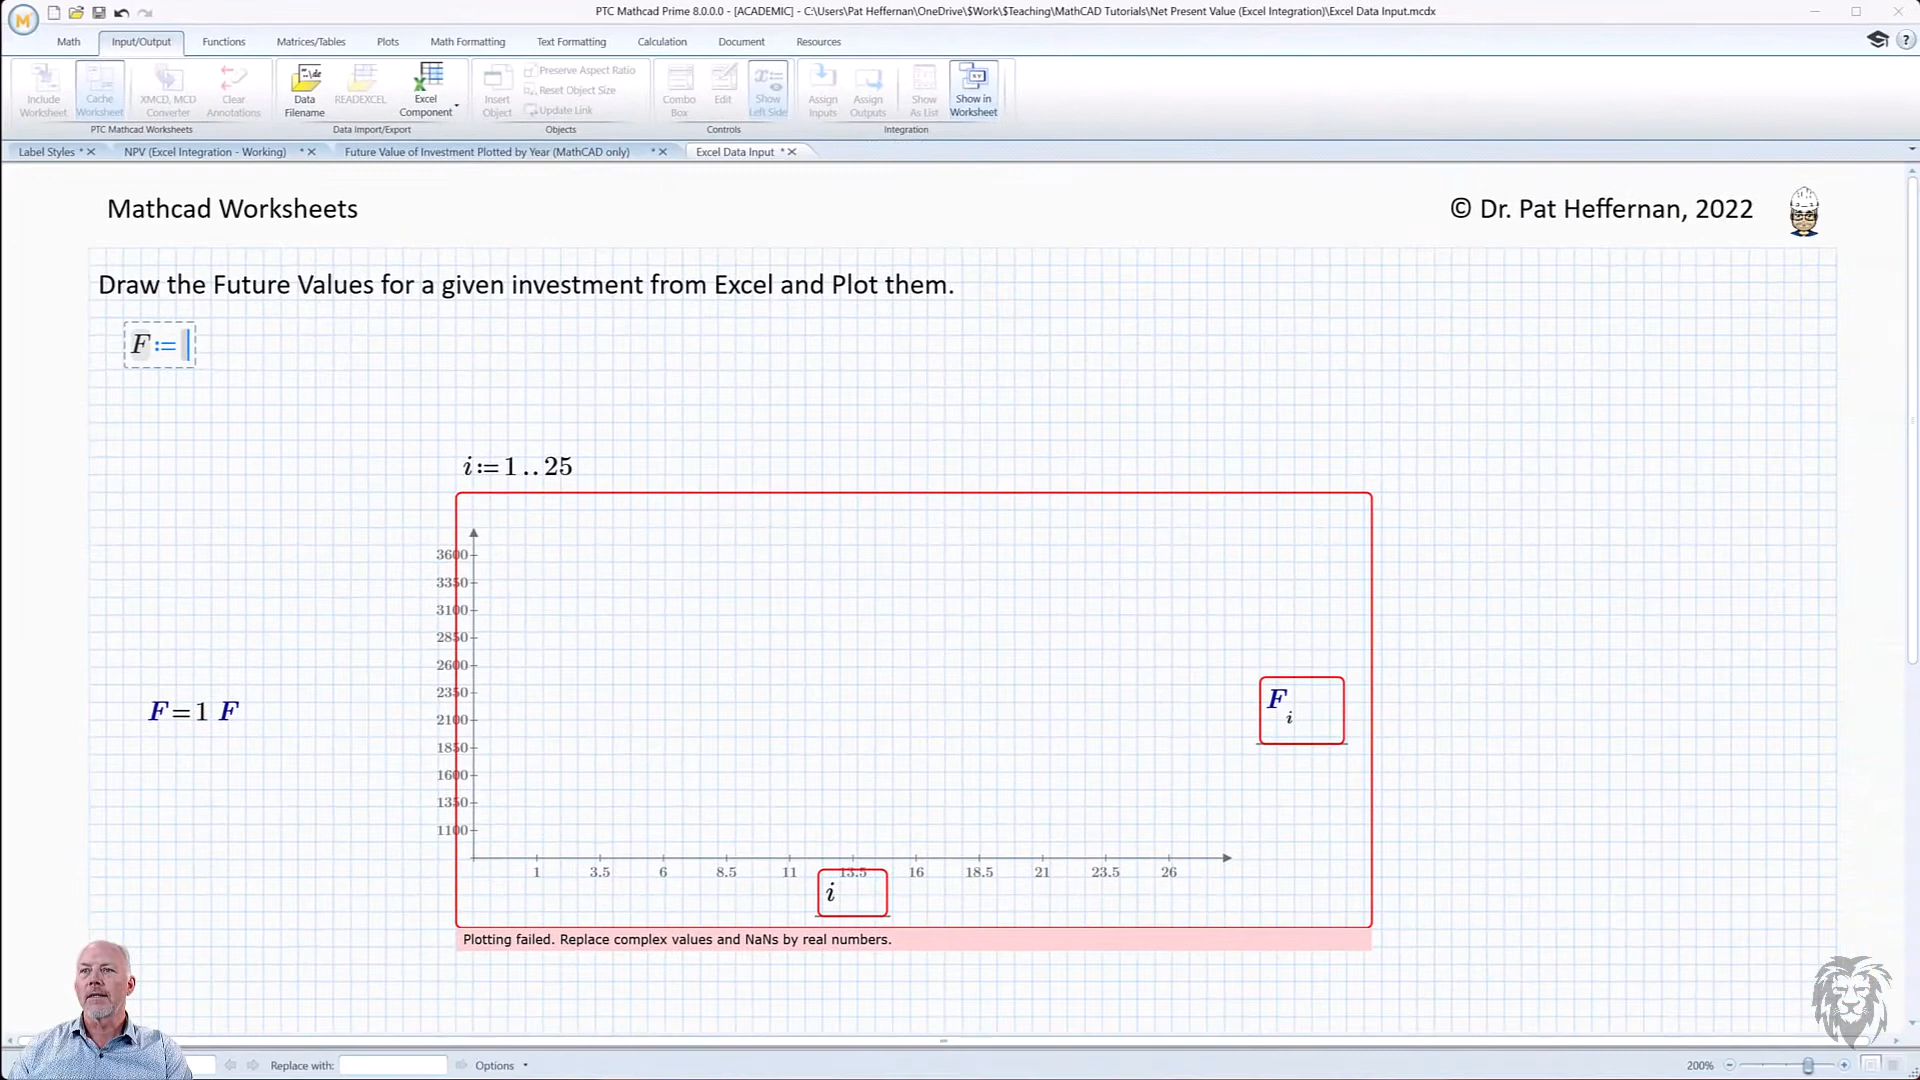 PTC Mathcad Prime 8.0.0.0 - [ACADEMIC] - C:\Users\Pat Heffernan\OneDrive\$Work\$Teaching\MathCAD Tutorials\Net Present Value (Excel Integration)\Excel Data Input.mcdx
Math Input/Output Functions Matrices/Tables Plots Math Formatting Text Formatting Calculation Document Resources
Include Worksheet
Cache Worksheet
XMCD, MCD Converter
Clear Annotations
Data Filename
READEXCEL
Excel Component
Insert Object
Preserve Aspect Ratio
Reset Object Size
Update Link
Combo Box
Edit
Show Left Side
Assign Inputs
Assign Outputs
Show As List
Show in Worksheet
PTC Mathcad Worksheets Data Import/Export Objects Controls Integration
Label Styles * NPV (Excel Integration - Working) * Future Value of Investment Plotted by Year (MathCAD only) * Excel Data Input *
Mathcad Worksheets
© Dr. Pat Heffernan, 2022
Draw the Future Values for a given investment from Excel and Plot them.
F :=
i := 1 .. 25
3600
3350
3100
2850
2600
2350
2100
1850
1600
1350
1100
F = 1 F
F i
1 3.5 6 8.5 11 13.5 16 18.5 21 23.5 26
i
Plotting failed. Replace complex values and NaNs by real numbers.
Replace with: Options 200%